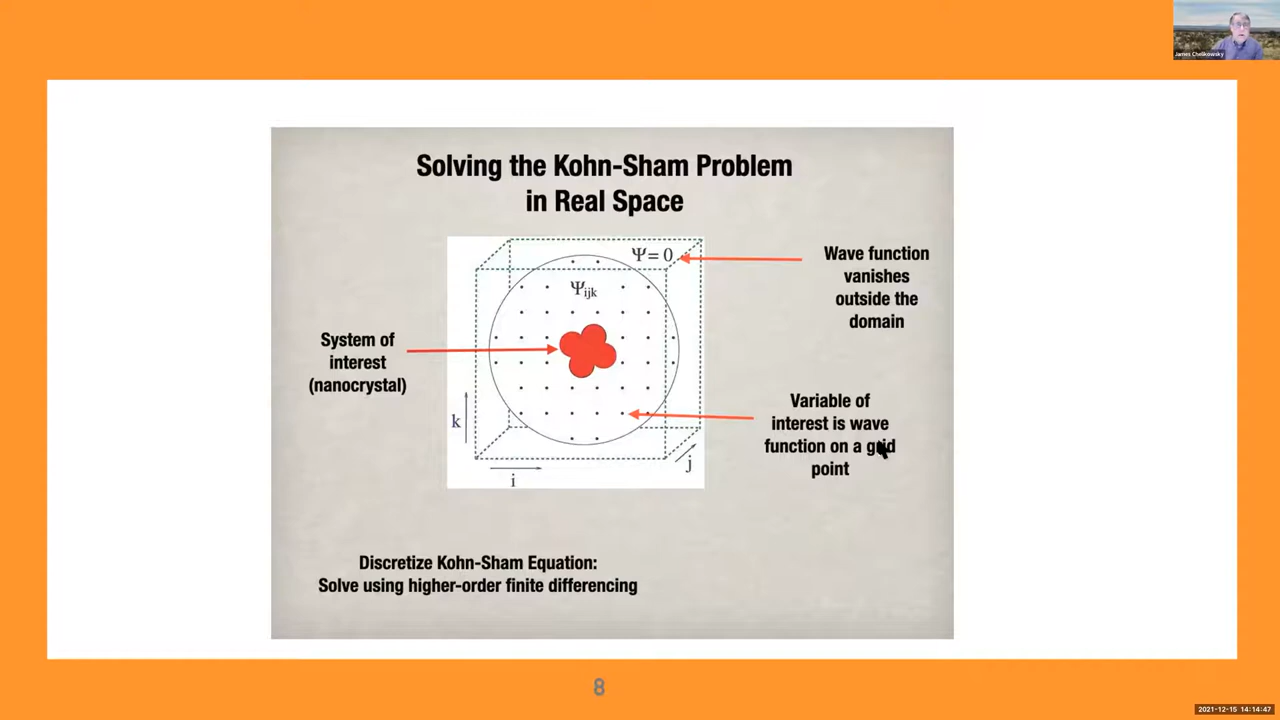 James Chelikowsky
Solving the Kohn-Sham Problem
in Real Space
Ψ= 0
Ψijk
Wave function
vanishes
outside the
domain
System of
interest
(nanocrystal)
Variable of
interest is wave
function on a grid
point
k
j
i
Discretize Kohn-Sham Equation:
Solve using higher-order finite differencing
8
2021-12-15 14:14:47